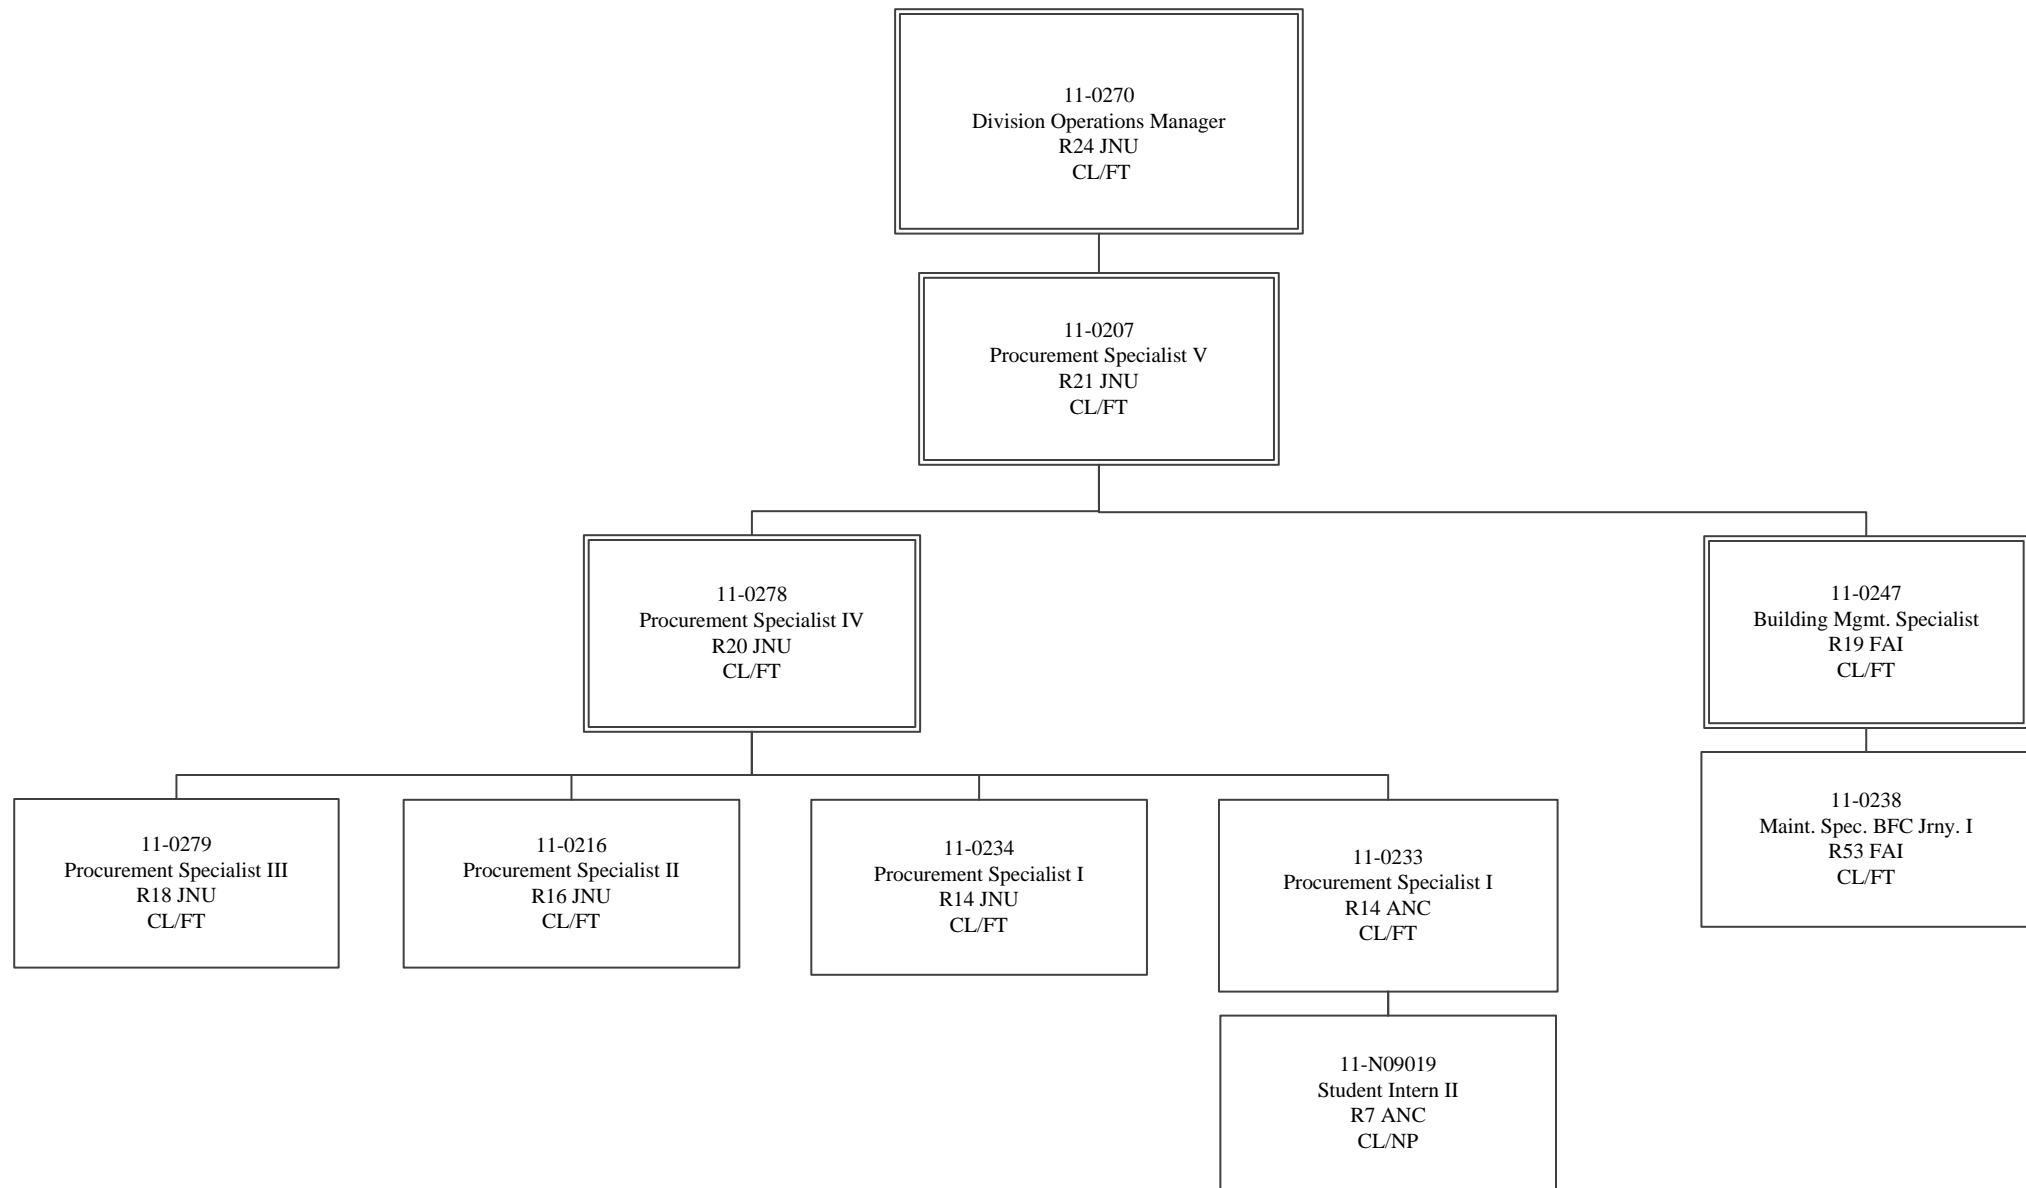 11-0270
Division Operations Manager
R24 JNU
CL/FT
11-0207
Procurement Specialist V
R21 JNU
CL/FT
11-0278
Procurement Specialist IV
R20 JNU
CL/FT
11-0247
Building Mgmt. Specialist
R19 FAI
CL/FT
11-0279
Procurement Specialist III
R18 JNU
CL/FT
11-0216
Procurement Specialist II
R16 JNU
CL/FT
11-0234
Procurement Specialist I
R14 JNU
CL/FT
11-0233
Procurement Specialist I
R14 ANC
CL/FT
11-0238
Maint. Spec. BFC Jrny. I
R53 FAI
CL/FT
11-N09019
Student Intern II
R7 ANC
CL/NP